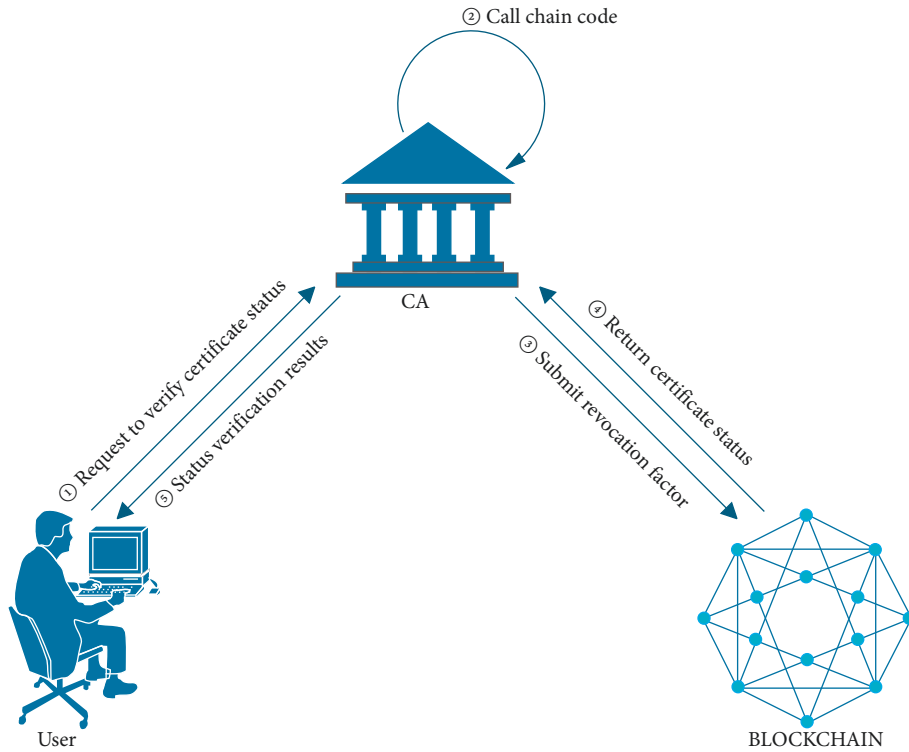 ② Call chain code
CA
① Request to verify certificate status
⑤ Status verification results
③ Submit revocation factor
④ Return certificate status
User
BLOCKCHAIN